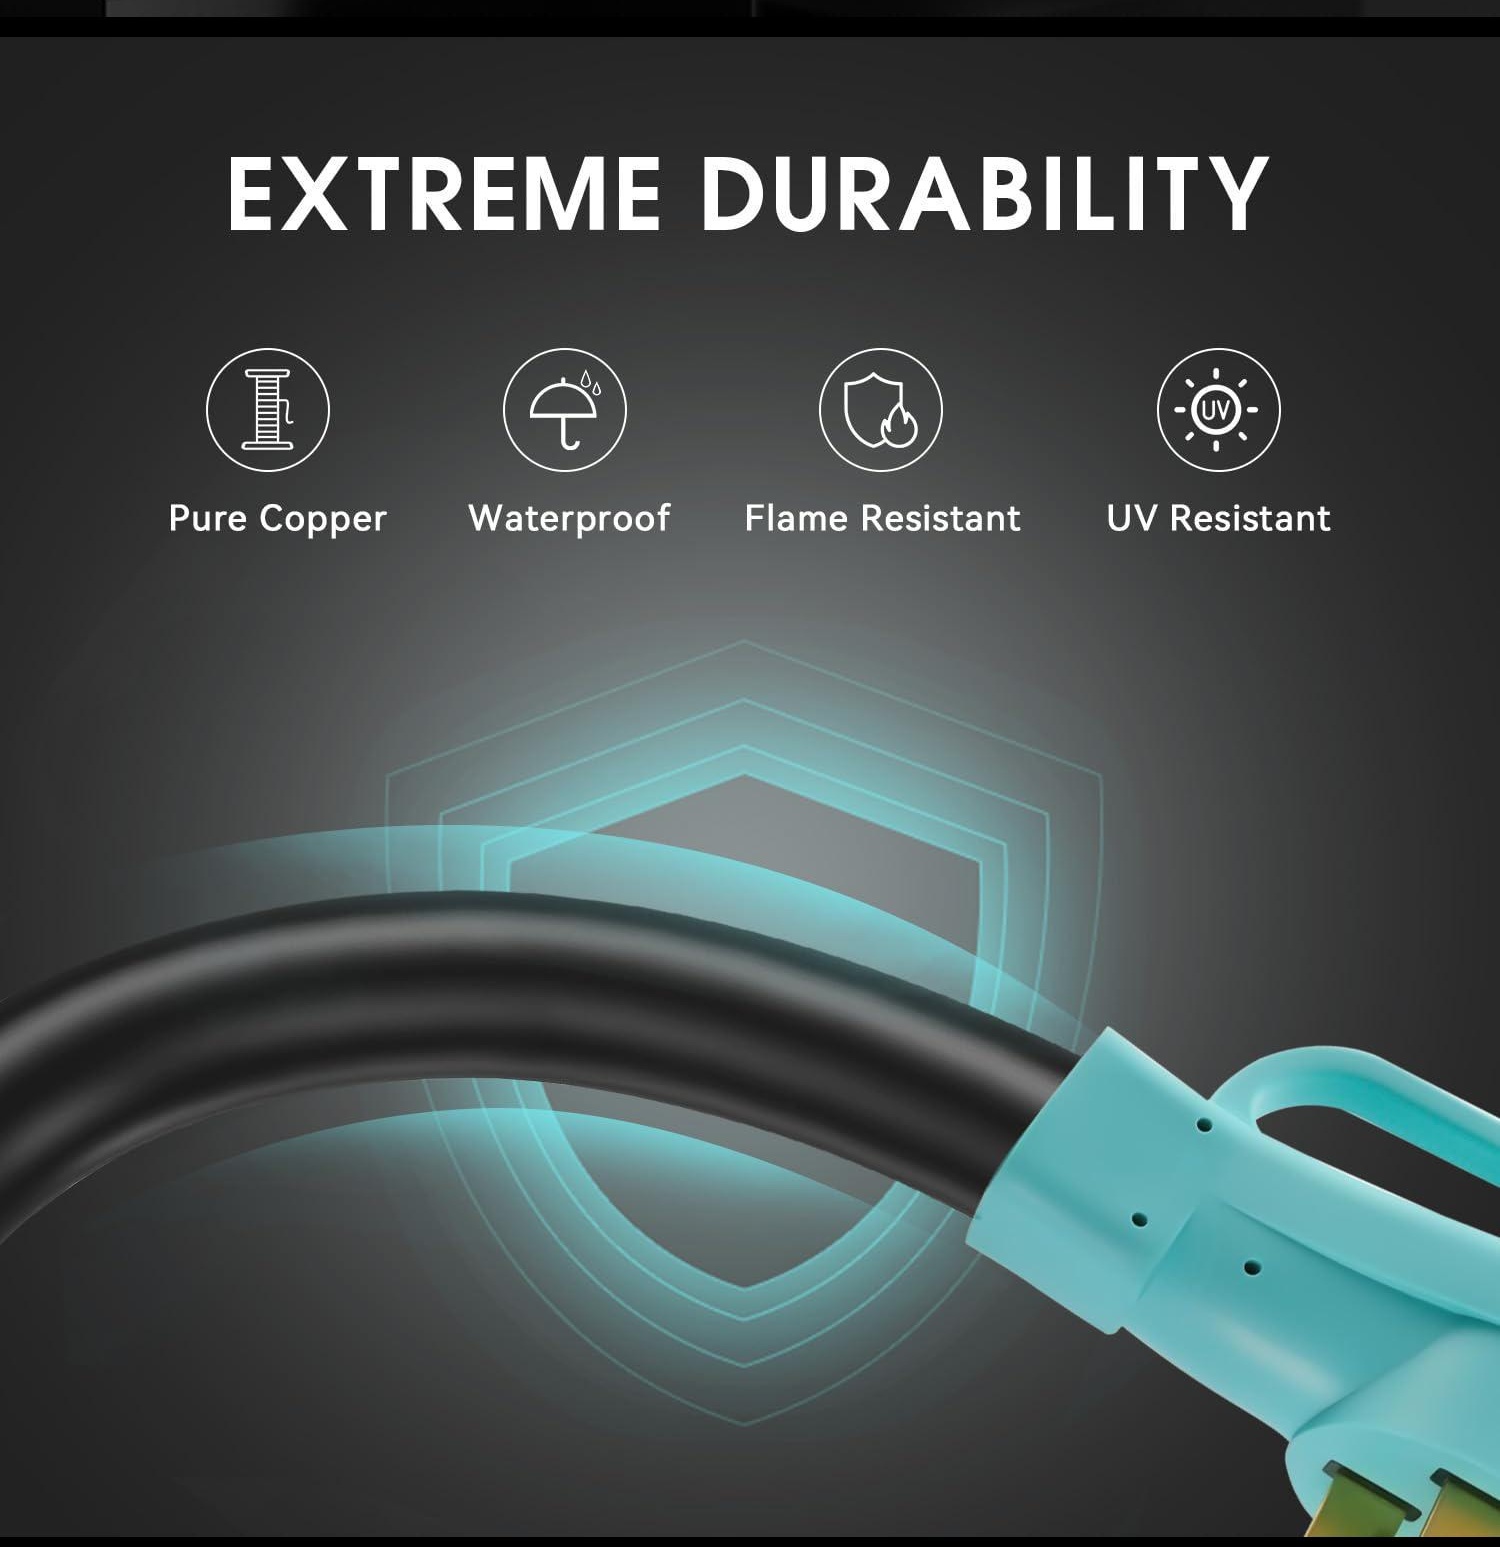 EXTREME DURABILITY
UV
Pure Copper
Waterproof
Flame Resistant
UV Resistant